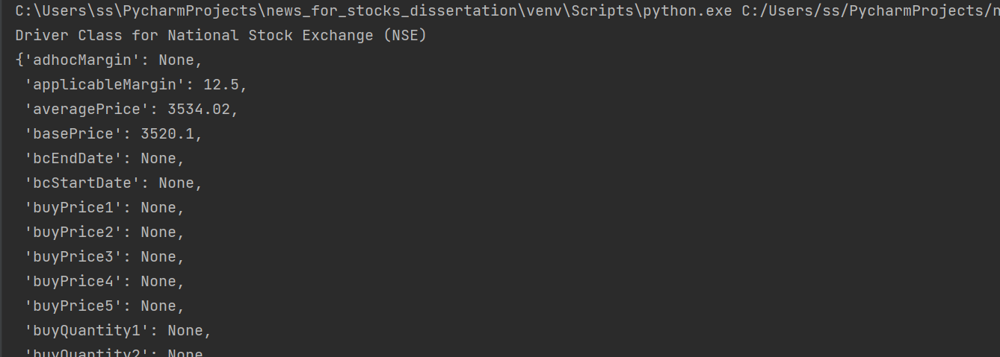 C:\Users\ss\PycharmProjects\news_for_stocks_dissertation\venv\Scripts\python.exe C:/Users/ss/PycharmProjects/n
Driver Class for National Stock Exchange (NSE)
{'adhocMargin': None,
'applicableMargin': 12.5,
'averagePrice': 3534.02,
'basePrice': 3520.1,
'bcEndDate': None,
'bcStartDate': None,
'buyPrice1': None,
'buyPrice2': None,
'buyPrice3': None,
'buyPrice4': None,
'buyPrice5': None,
'buyQuantity1': None,
'buyQuantity2': None